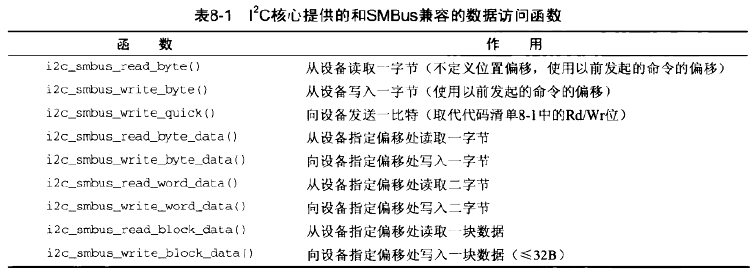 表8-1 I²C核心提供的和SMBus兼容的数据访问函数
函 数 作 用
i2c_smbus_read_byte() 从设备读取一字节（不定义位置偏移，使用以前发起的命令的偏移）
i2c_smbus_write_byte() 从设备写入一字节（使用以前发起的命令的偏移）
i2c_smbus_write_quick() 向设备发送一比特（取代代码清单8-1中的Rd/Wr位）
i2c_smbus_read_byte_data() 从设备指定偏移处读取一字节
i2c_smbus_write_byte_data() 向设备指定偏移处写入一字节
i2c_smbus_read_word_data() 从设备指定偏移处读取二字节
i2c_smbus_write_word_data() 向设备指定偏移处写入二字节
i2c_smbus_read_block_data() 从设备指定偏移处读取一块数据
i2c_smbus_write_block_data() 向设备指定偏移处写入一块数据（≤32B）